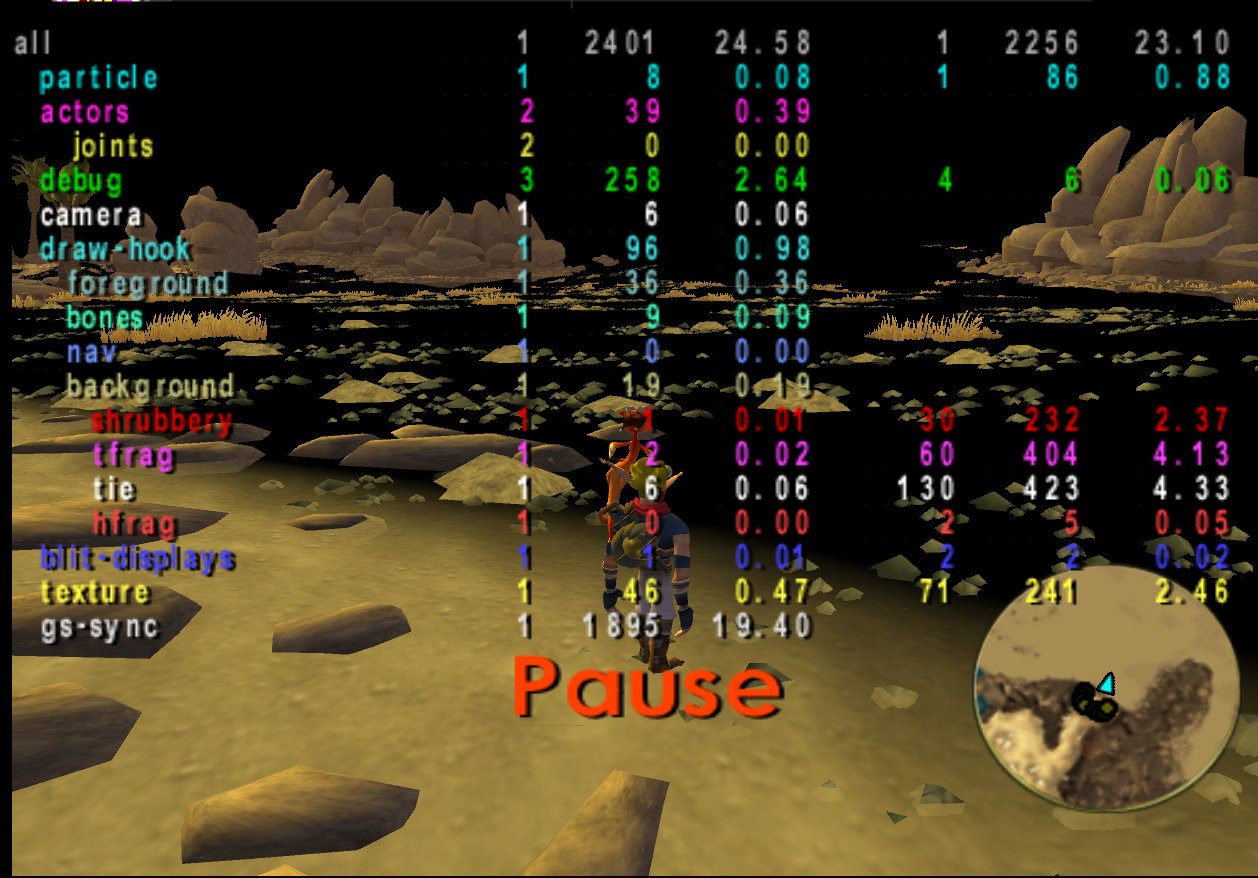 all 1 2401 24.58 1 2256 23.10
particle 1 8 0.08 1 86 0.88
actors 2 39 0.39
joints 2 0 0.00
debug 3 258 2.64 4 6 0.06
camera 1 6 0.06
draw-hook 1 96 0.98
foreground 1 36 0.36
bones 1 9 0.09
nav 1 0 0.00
background 1 19 0.19
shrubbery 1 1 0.01 30 232 2.37
tfrag 1 2 0.02 60 404 4.13
tie 1 6 0.06 130 423 4.33
hfrag 1 0 0.00 2 5 0.05
blit-displays 1 1 0.01 2 2 0.02
texture 1 46 0.47 71 241 2.46
gs-sync 1 1895 19.40
Pause